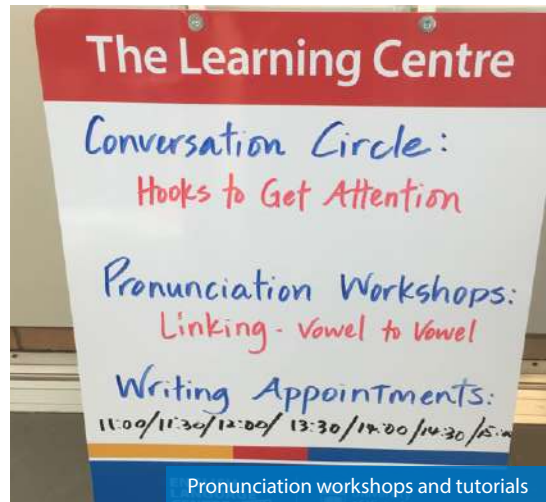 The Learning Centre
Conversation Circle:
Hooks to Get Attention
Pronunciation Workshops:
Linking - Vowel to Vowel
Writing Appointments:
11:00/11:30/12:00/ 13:30/14:00/14:30/
Pronunciation workshops and tutorials